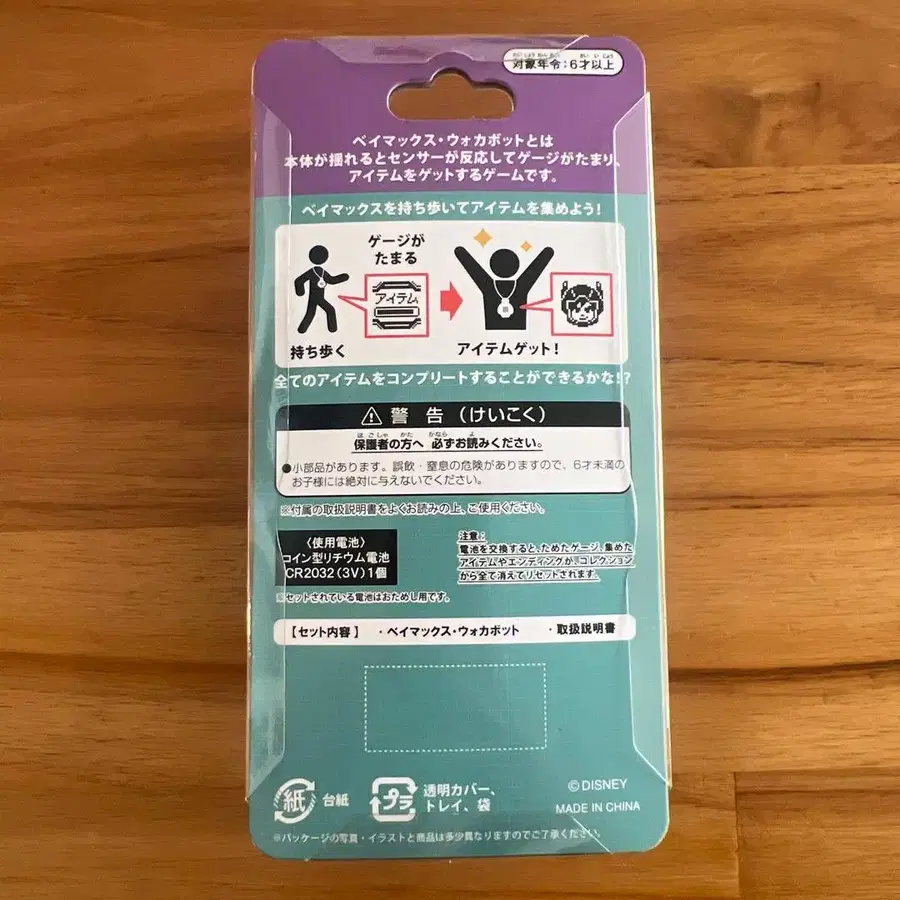 対象年令:6才以上
ベイマックス・ウォカボットとは
本体が揺れるとセンサーが反応してゲージがたまり、
アイテムをゲットするゲームです。
ベイマックスを持ち歩いてアイテムを集めよう!
ゲージが
たまる
アイテム
持ち歩く
アイテムゲット!
全てのアイテムをコンプリートすることができるかな!?
⚠警告(けいこく)
保護者の方へ 必ずお読みください。
●小部品があります。誤飲・窒息の危険がありますので、6才未満の
お子様には絶対に与えないでください。
※付属の取扱説明書をよくお読みの上、ご使用ください。
〈使用電池〉
コイン型リチウム電池
CR2032(3V)1個
※セットされている電池はおためし用です。
注意:
電池を交換すると、ためたゲージ、集めた
アイテムやエンディングが、コレクション
から全て消えてリセットされます。
【セット内容】 ・ベイマックス・ウォカボット ・取扱説明書
紙 台紙
プラ 透明カバー、
トレイ、袋
©DISNEY
MADE IN CHINA
※パッケージの写真・イラストと商品は多少異なりますのでご了承ください。